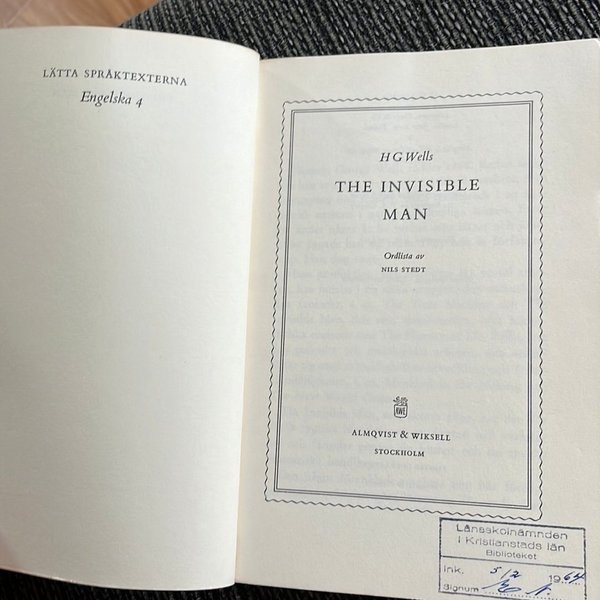 LÄTTA SPRÅKTEXTERNA
Engelska 4
H G Wells
THE INVISIBLE
MAN
Ordlista av
NILS STEDT
AWE
ALMQVIST & WIKSELL
STOCKHOLM
Länsskolnämnden
i Kristianstads län
Biblioteket
Ink. 5/2 1964
Signum